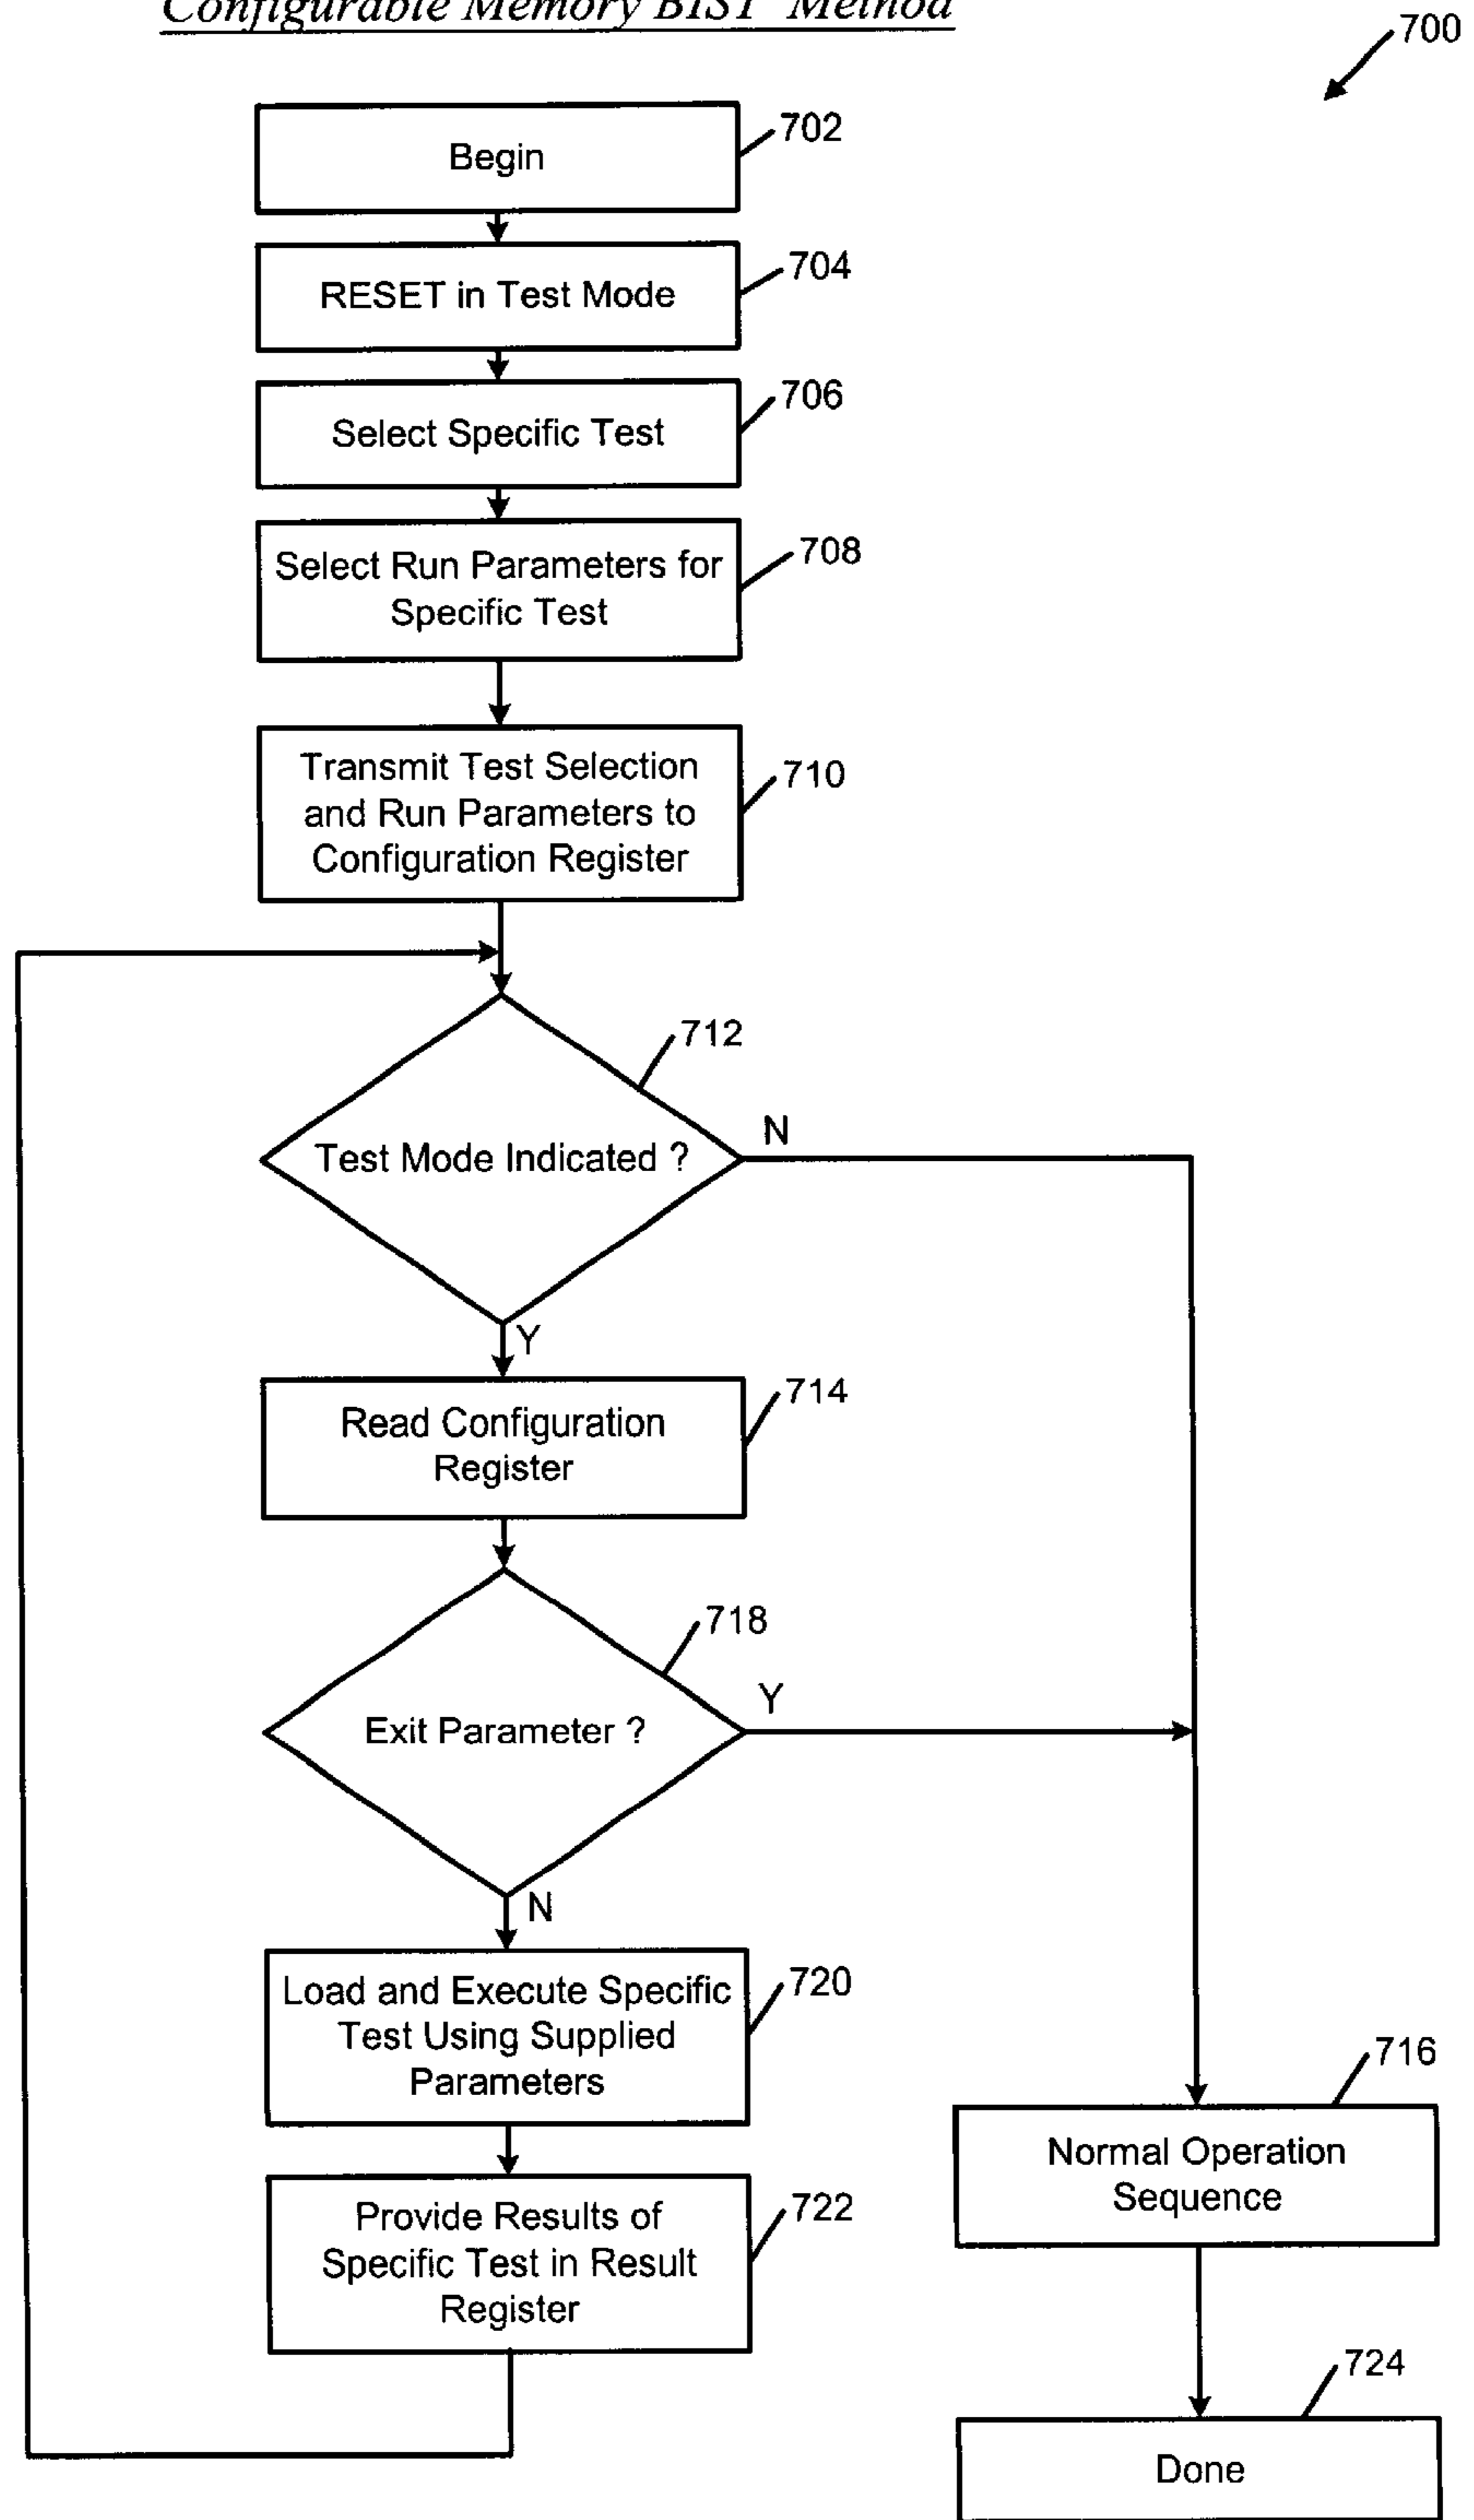 Configurable Memory BIST Method
700
Begin
702
RESET in Test Mode
704
Select Specific Test
706
Select Run Parameters for
Specific Test
708
Transmit Test Selection
and Run Parameters to
Configuration Register
710
712
Test Mode Indicated ?
N
Y
Read Configuration
Register
714
718
Exit Parameter ?
Y
N
Load and Execute Specific
Test Using Supplied
Parameters
720
716
Normal Operation
Sequence
Provide Results of
Specific Test in Result
Register
722
724
Done